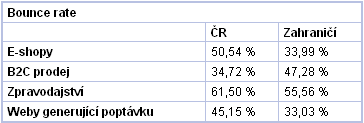 Bounce rate
ČR Zahraničí
E-shopy 50,54 % 33,99 %
B2C prodej 34,72 % 47,28 %
Zpravodajství 61,50 % 55,56 %
Weby generující poptávku 45,15 % 33,03 %